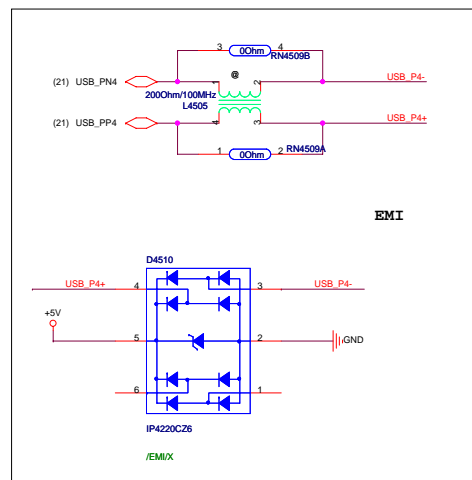 3 0Ohm 4
RN4509B
@
(21) USB_PN4 1 2 USB_P4-
200Ohm/100MHz
L4505
(21) USB_PP4 4 3 USB_P4+
1 0Ohm 2 RN4509A
EMI
D4510
USB_P4+ 4 3 USB_P4-
+5V
5 2 GND
6 1
IP4220CZ6
/EMI/X